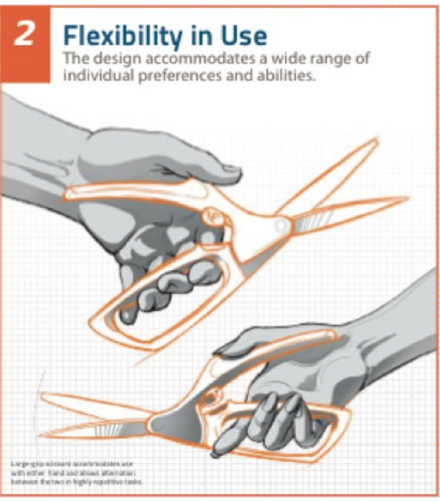 2
Flexibility in Use
The design accommodates a wide range of
individual preferences and abilities.
Large-grip scissors accommodates use
with either hand and allows alternation
between the two in highly repetitive tasks.